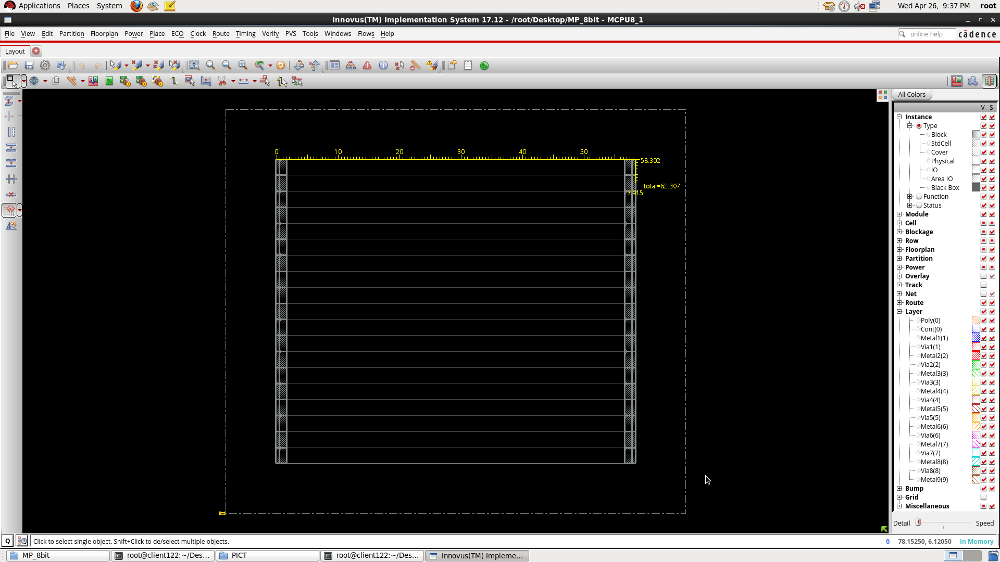 Applications Places System
Wed Apr 26, 9:37 PM root
Innovus(TM) Implementation System 17.12 - /root/Desktop/MP_8bit - MCPU8_1
File View Edit Partition Floorplan Power Place ECO Clock Route Timing Verify PVS Tools Windows Flows Help
online help
cādence
Layout
All Colors
V S
0 10 20 30 40 50
58.392
total=62.307
3.915
Instance
Type
Block
StdCell
Cover
Physical
IO
Area IO
Black Box
Function
Status
Module
Cell
Blockage
Row
Floorplan
Partition
Power
Overlay
Track
Net
Route
Layer
Poly(0)
Cont(0)
Metal1(1)
Via1(1)
Metal2(2)
Via2(2)
Metal3(3)
Via3(3)
Metal4(4)
Via4(4)
Metal5(5)
Via5(5)
Metal6(6)
Via6(6)
Metal7(7)
Via7(7)
Metal8(8)
Via8(8)
Metal9(9)
Bump
Grid
Miscellaneous
Detail Speed
Q Click to select single object. Shift+Click to de/select multiple objects.
0 78.15250, 6.12050 In Memory
MP_8bit root@client122:~/Des... PICT root@client122:~/Des... Innovus(TM) Impleme...